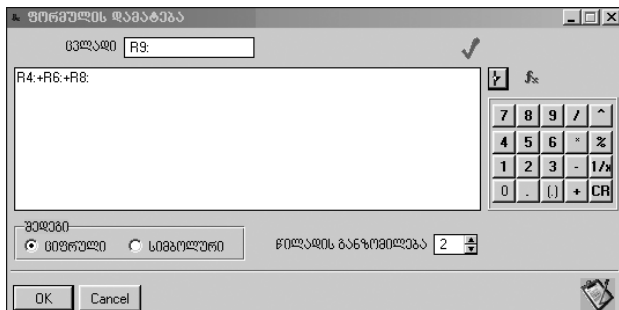 ფორმულის დამატება
ცვლადი R9:
R4:+R6:+R8:
fx
7 8 9 / ^
4 5 6 * %
1 2 3 - 1/x
0 . (.) + CR
შედეგი
ციფრული სიმბოლური წილადის განზომილება 2
OK Cancel